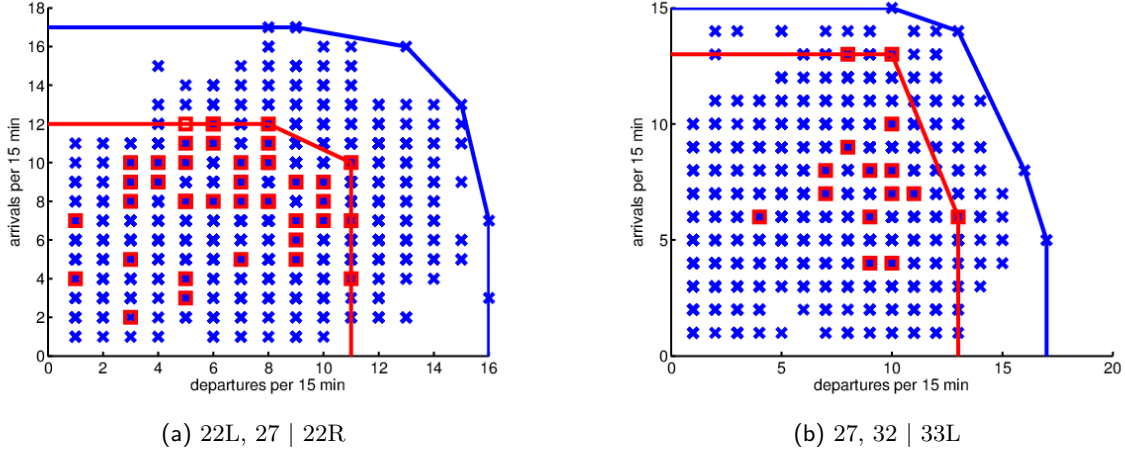 18
16
14
12
10
8
6
4
2
0
arrivals per 15 min
0 2 4 6 8 10 12 14 16
departures per 15 min
(a) 22L, 27 | 22R
15
10
5
0
arrivals per 15 min
0 5 10 15 20
departures per 15 min
(b) 27, 32 | 33L